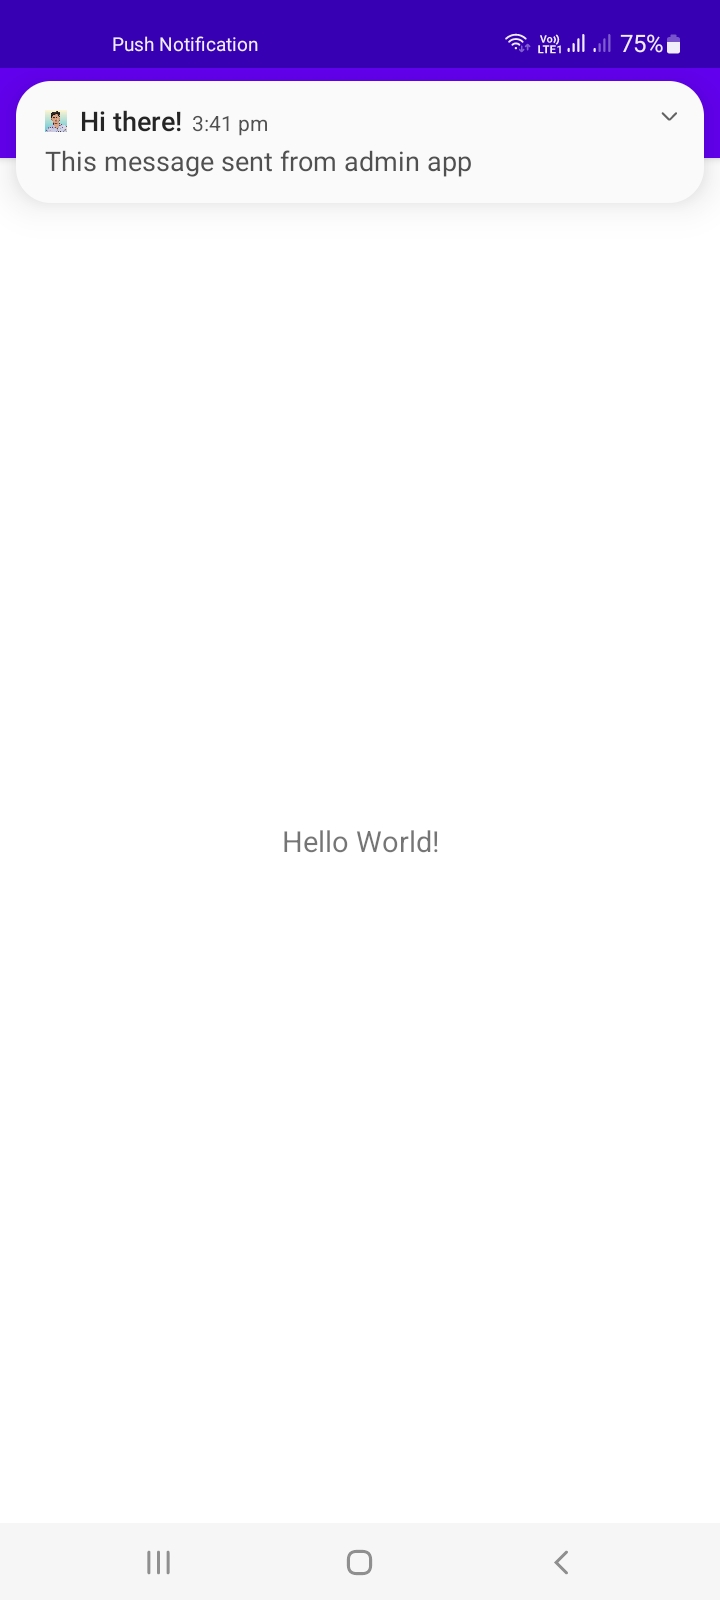 Push Notification
Vo)) LTE1 75%
Hi there! 3:41 pm
This message sent from admin app
Hello World!